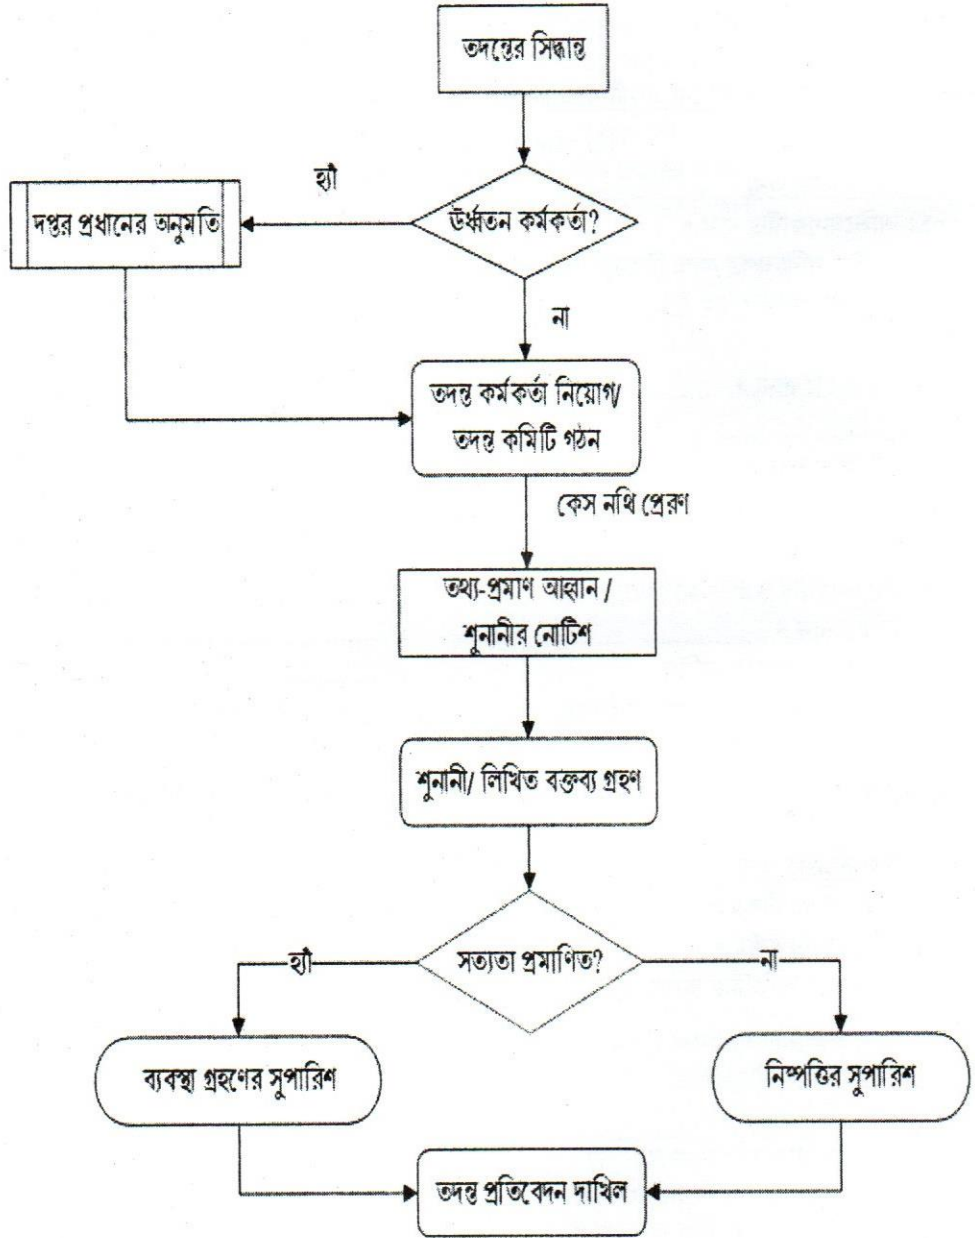 তদন্তের সিদ্ধান্ত
হ্যাঁ
দপ্তর প্রধানের অনুমতি
ঊর্ধ্বতন কর্মকর্তা?
না
তদন্ত কর্মকর্তা নিয়োগ/
তদন্ত কমিটি গঠন
কেস নথি প্রেরণ
তথ্য-প্রমাণ আহ্বান /
শুনানীর নোটিশ
শুনানী/ লিখিত বক্তব্য গ্রহণ
হ্যাঁ
সত্যতা প্রমাণিত?
না
ব্যবস্থা গ্রহণের সুপারিশ
নিষ্পত্তির সুপারিশ
তদন্ত প্রতিবেদন দাখিল